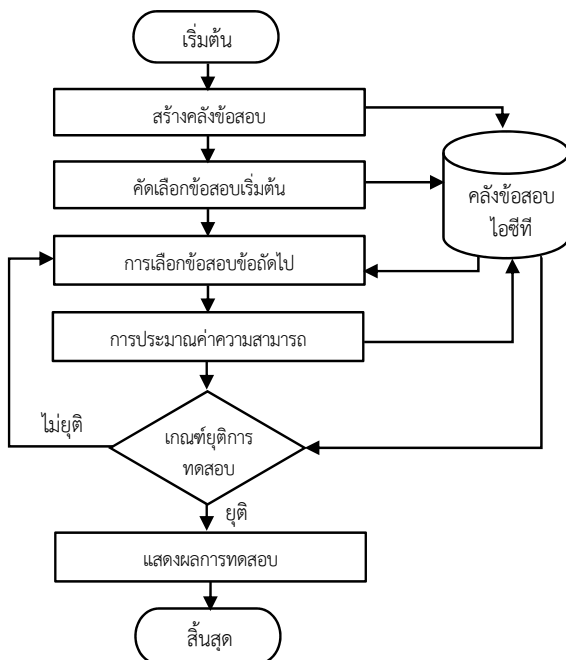 เริ่มต้น
สร้างคลังข้อสอบ
คัดเลือกข้อสอบเริ่มต้น
คลังข้อสอบ
ไอซีที
การเลือกข้อสอบข้อถัดไป
การประมาณค่าความสามารถ
ไม่ยุติ
เกณฑ์ยุติการ
ทดสอบ
ยุติ
แสดงผลการทดสอบ
สิ้นสุด